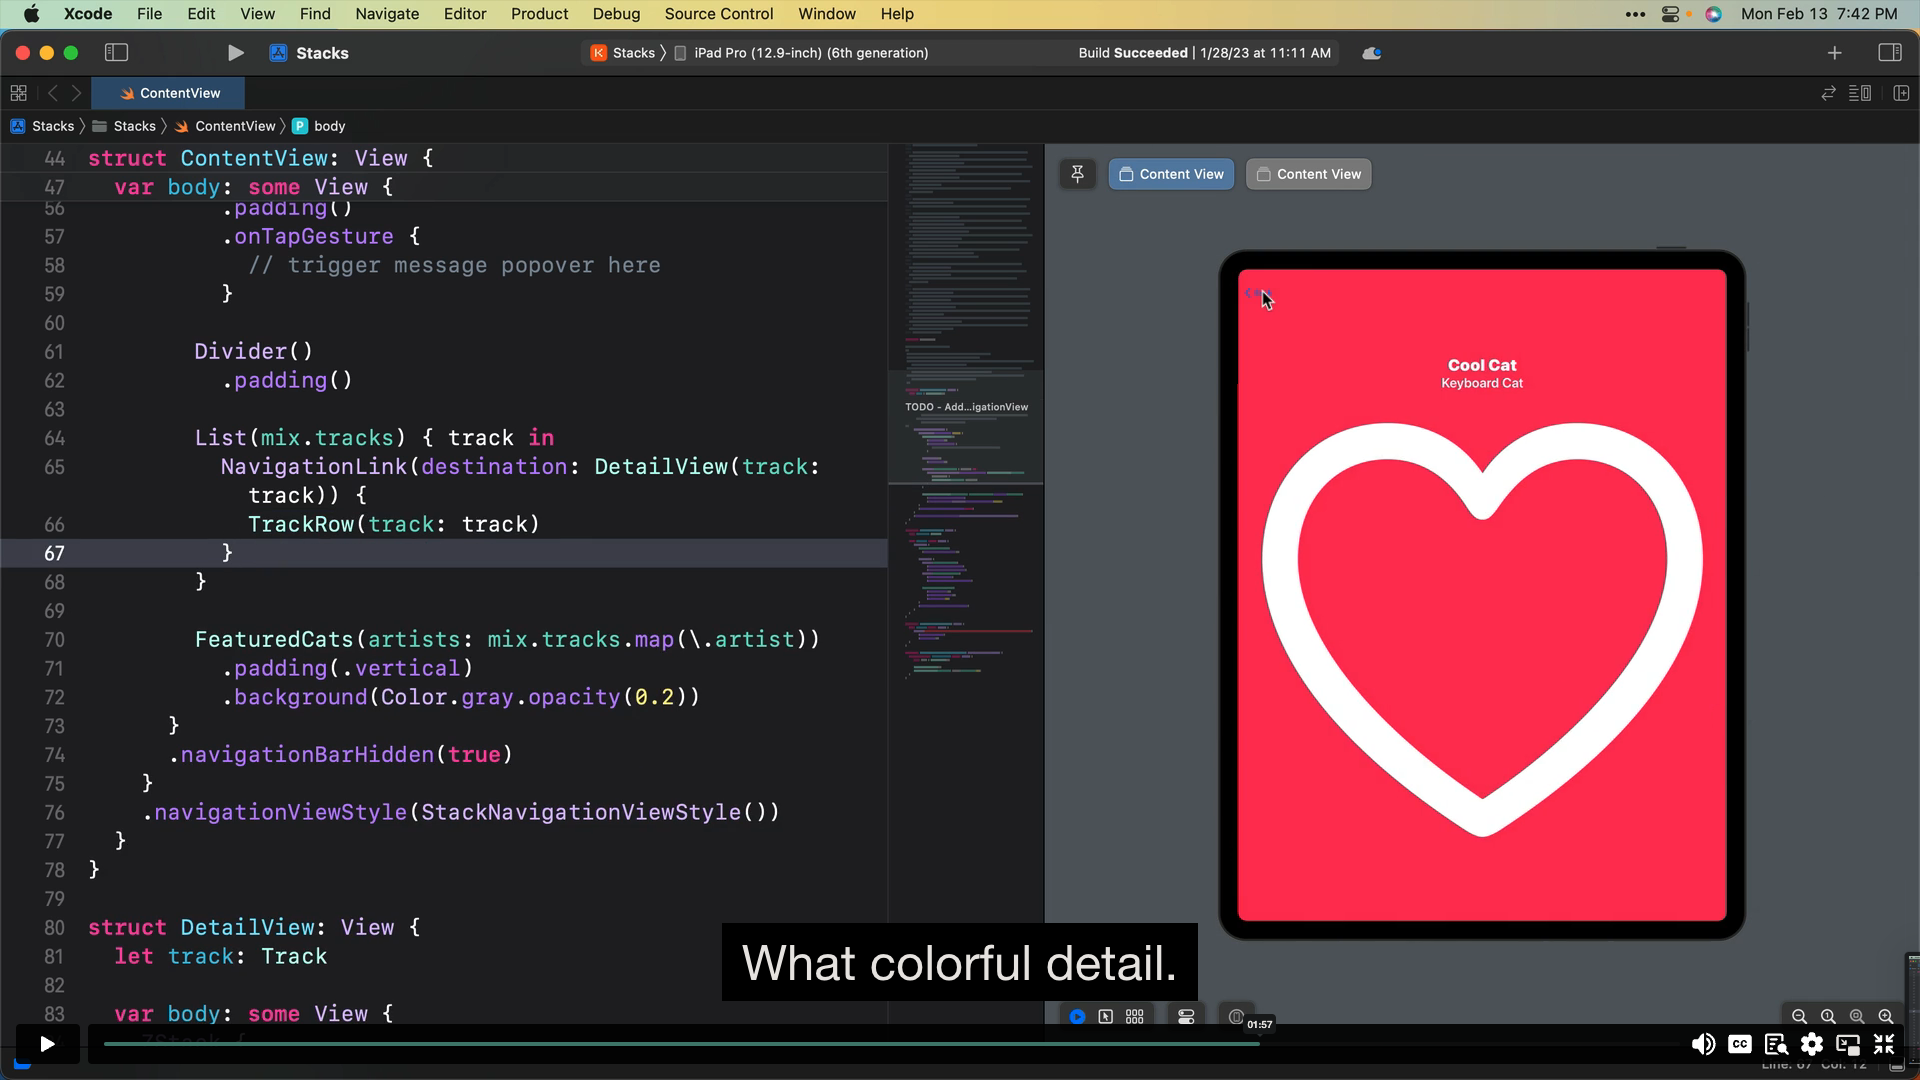 Xcode File Edit View Find Navigate Editor Product Debug Source Control Window Help Mon Feb 13 7:42 PM
Stacks
Stacks iPad Pro (12.9-inch) (6th generation) Build Succeeded | 1/28/23 at 11:11 AM
ContentView
Stacks Stacks ContentView P body
44 struct ContentView: View {
47 var body: some View {
56 .padding()
57 .onTapGesture {
58 // trigger message popover here
59 }
60
61 Divider()
62 .padding()
63
64 List(mix.tracks) { track in
65 NavigationLink(destination: DetailView(track:
track)) {
66 TrackRow(track: track)
67 }
68 }
69
70 FeaturedCats(artists: mix.tracks.map(\.artist))
71 .padding(.vertical)
72 .background(Color.gray.opacity(0.2))
73 }
74 .navigationBarHidden(true)
75 }
76 .navigationViewStyle(StackNavigationViewStyle())
77 }
78 }
79
80 struct DetailView: View {
81 let track: Track
82
83 var body: some View {
TODO - Add...igationView
Content View Content View
Cool Cat
Keyboard Cat
What colorful detail.
01:57
CC